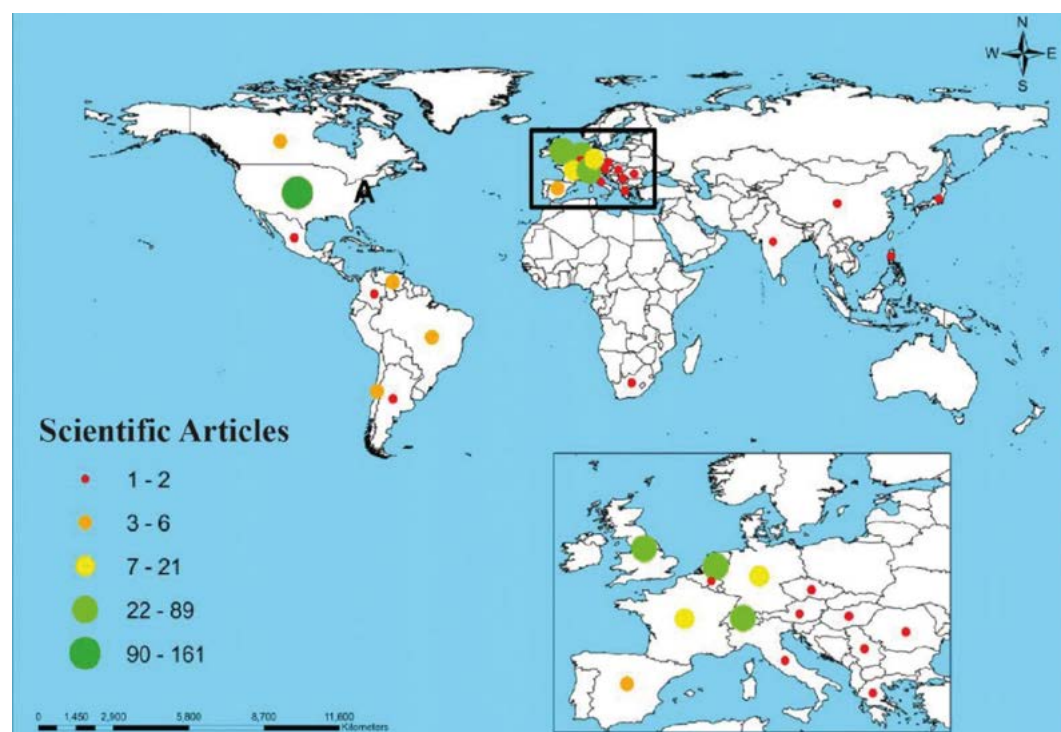 N
W E
S
A
Scientific Articles
1 - 2
3 - 6
7 - 21
22 - 89
90 - 161
0 1,450 2,900 5,800 8,700 11,600
Kilometers